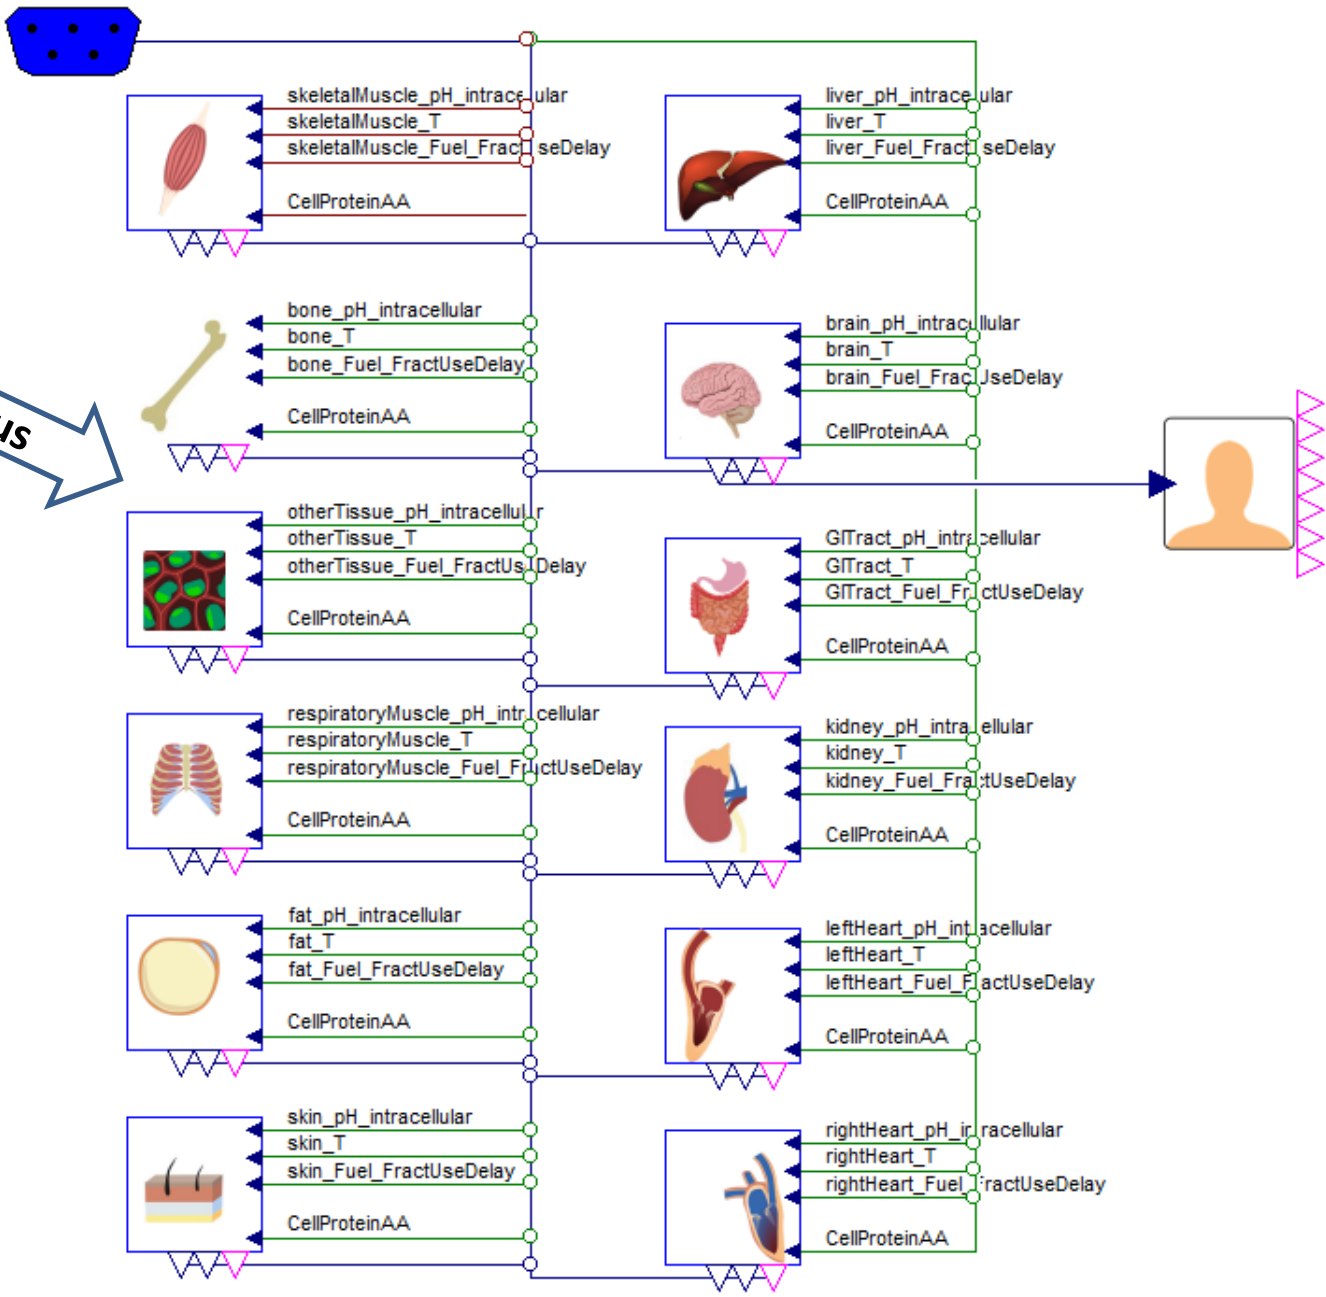 skeletalMuscle_pH_intracellular
skeletalMuscle_T
skeletalMuscle_Fuel_FractUseDelay
CellProteinAA
bone_pH_intracellular
bone_T
bone_Fuel_FractUseDelay
CellProteinAA
us
otherTissue_pH_intracellular
otherTissue_T
otherTissue_Fuel_FractUseDelay
CellProteinAA
respiratoryMuscle_pH_intracellular
respiratoryMuscle_T
respiratoryMuscle_Fuel_FractUseDelay
CellProteinAA
fat_pH_intracellular
fat_T
fat_Fuel_FractUseDelay
CellProteinAA
skin_pH_intracellular
skin_T
skin_Fuel_FractUseDelay
CellProteinAA
liver_pH_intracellular
liver_T
liver_Fuel_FractUseDelay
CellProteinAA
brain_pH_intracellular
brain_T
brain_Fuel_FractUseDelay
CellProteinAA
GITract_pH_intracellular
GITract_T
GITract_Fuel_FractUseDelay
CellProteinAA
kidney_pH_intracellular
kidney_T
kidney_Fuel_FractUseDelay
CellProteinAA
leftHeart_pH_intracellular
leftHeart_T
leftHeart_Fuel_FractUseDelay
CellProteinAA
rightHeart_pH_intracellular
rightHeart_T
rightHeart_Fuel_FractUseDelay
CellProteinAA